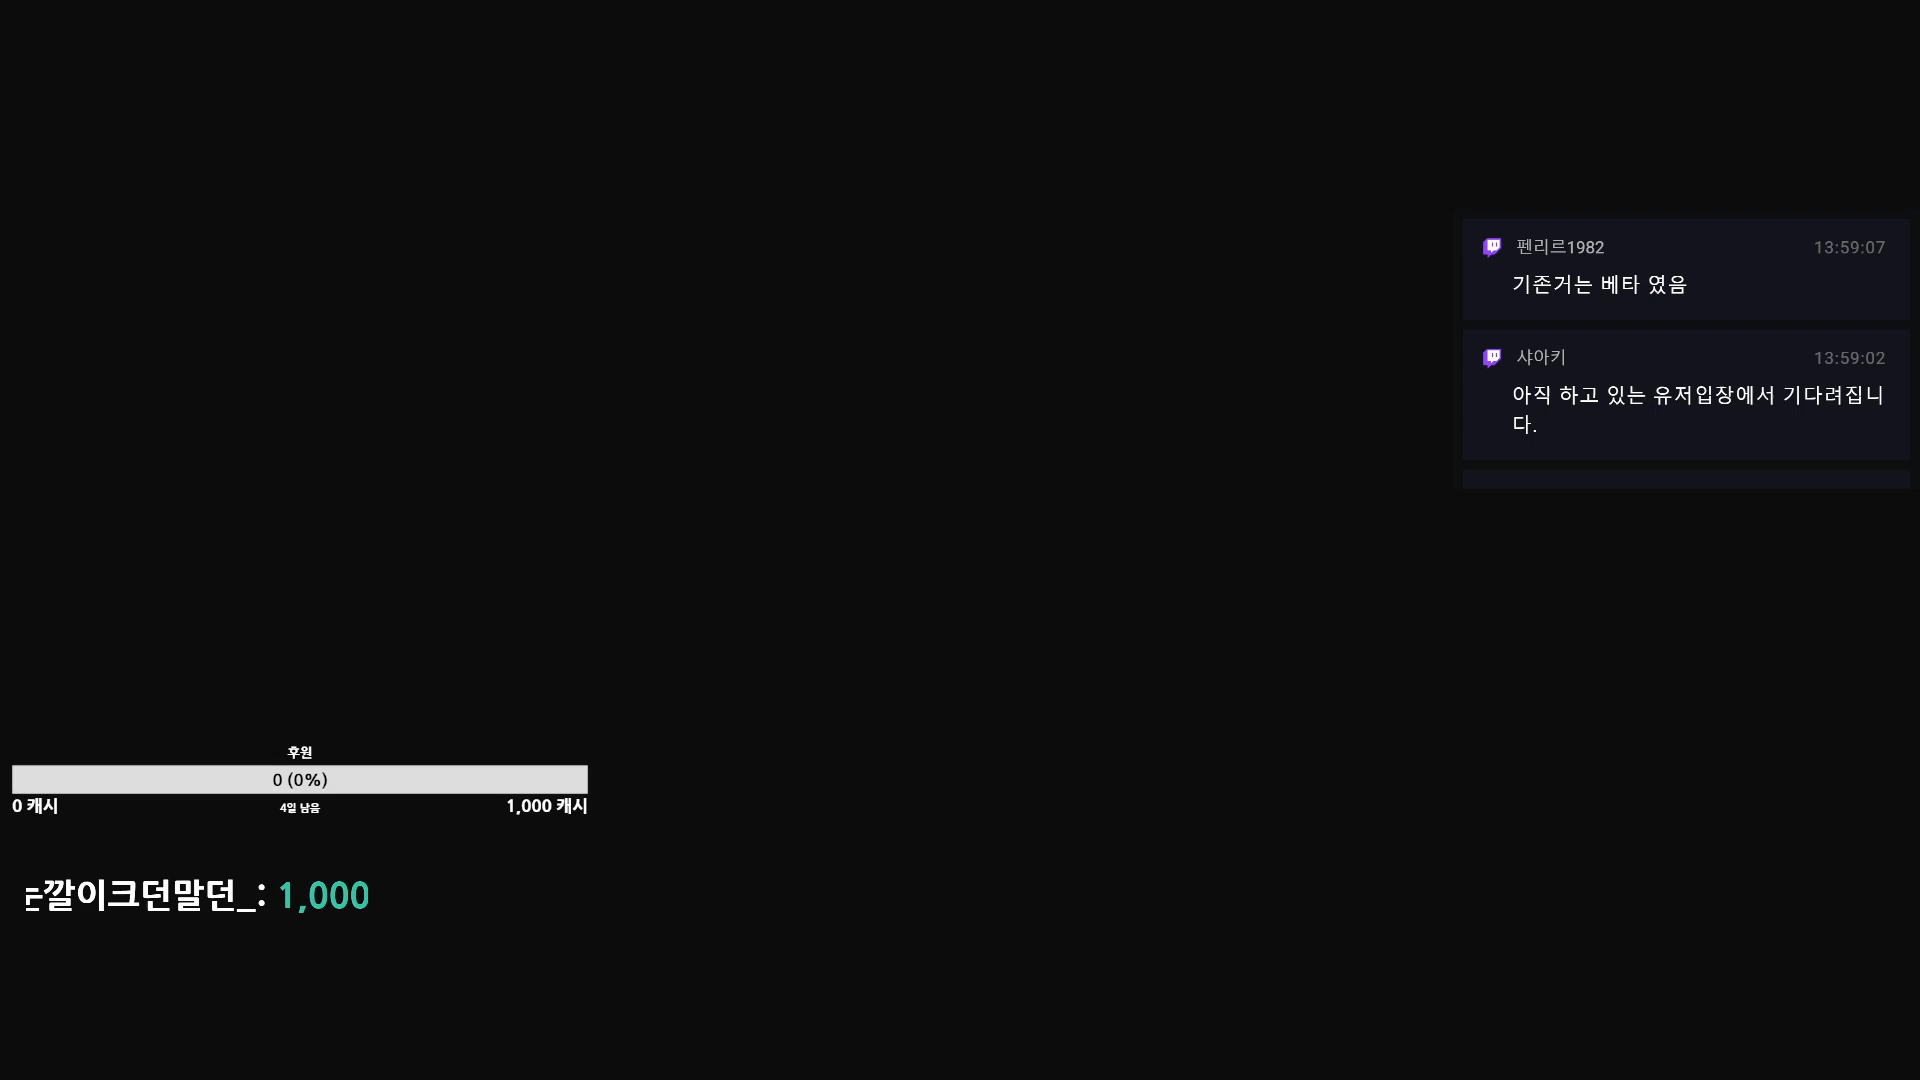 펜리르1982 13:59:07
기존거는 베타 였음
샤아키 13:59:02
아직 하고 있는 유저입장에서 기다려집니
다.
후원
0 (0%)
0 캐시 4일 남음 1,000 캐시
깔이크던말던_: 1,000